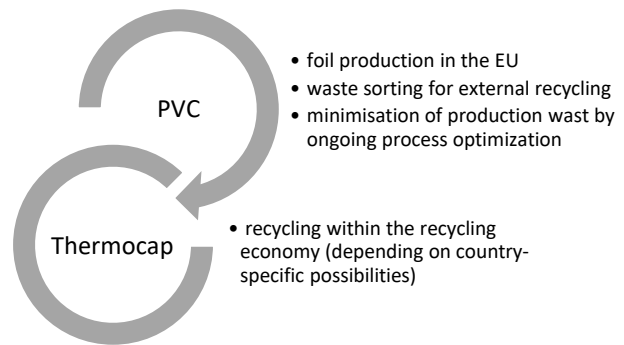 PVC
• foil production in the EU
• waste sorting for external recycling
• minimisation of production wast by
ongoing process optimization
Thermocap
• recycling within the recycling
economy (depending on country-
specific possibilities)